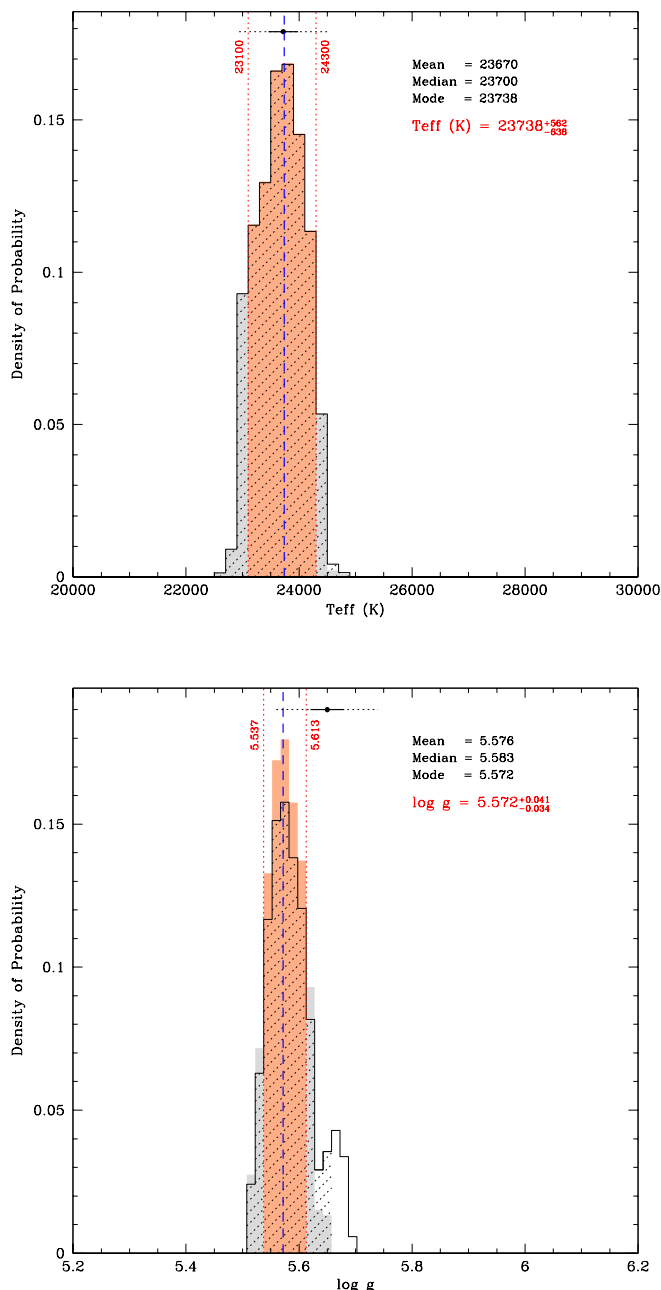 23100
24300
Mean = 23670
Median = 23700
Mode = 23738
Teff (K) = 23738+562 −638
0.15
0.1
0.05
0
Density of Probability
20000 22000 24000 26000 28000 30000
Teff (K)
5.537
5.613
Mean = 5.576
Median = 5.583
Mode = 5.572
log g = 5.572+0.041 −0.034
0.15
0.1
0.05
0
Density of Probability
5.2 5.4 5.6 5.8 6 6.2
log g